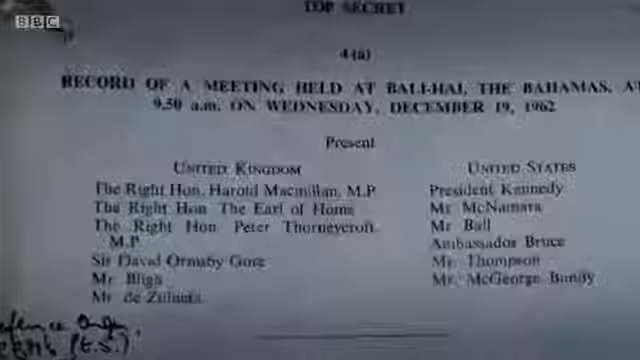 BBC
TOP SECRET
4 (a)
RECORD OF A MEETING HELD AT BALI-HAI, THE BAHAMAS, AT
9.50 a.m. ON WEDNESDAY, DECEMBER 19, 1962
Present
UNITED KINGDOM
The Right Hon. Harold Macmillan, M.P.
The Right Hon. The Earl of Home
The Right Hon. Peter Thorneycroft,
M.P.
Sir David Ormsby Gore
Mr. Bligh
Mr. de Zulueta
UNITED STATES
President Kennedy
Mr. McNamara
Mr. Ball
Ambassador Bruce
Mr. Thompson
Mr. McGeorge Bundy